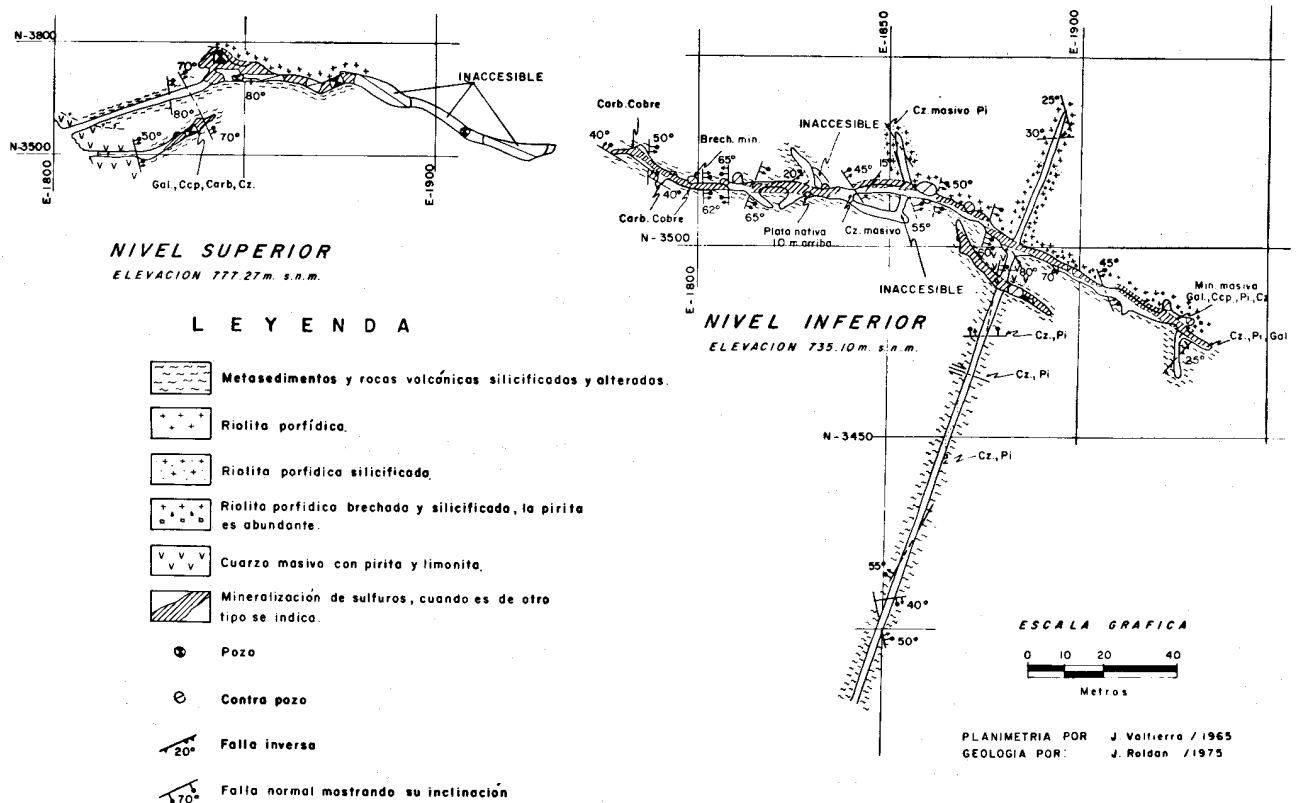 N-3800
70°
INACCESIBLE
80°
80°
50°
70°
N-3500
E-1800
E-1900
Gal., Ccp, Carb, Cz.
NIVEL SUPERIOR
ELEVACION 777.27 m. s.n.m.
E-1850
E-1900
25°
30°
Carb. Cobre
Cz masivo Pi
INACCESIBLE
40°
50°
Brech. min.
65°
20°
45°
15°
50°
40°
62°
65°
Carb. Cobre
Plata nativa
10 m arriba
Cz. masivo
55°
N-3500
E-1800
60°
80°
70°
45°
INACCESIBLE
Min. masiva
Gal., Ccp., Pi., Cz
Cz., Pi, Gal
25°
NIVEL INFERIOR
ELEVACION 735.10 m. s.n.m.
Cz., Pi
Cz., Pi
N-3450
Cz., Pi
55°
40°
50°
LEYENDA
Metasedimentos y rocas volcánicas silicificadas y alteradas.
Riolita porfídica.
Riolita porfidica silicificada.
Riolita porfidica brechada y silicificada, la pirita
es abundante.
Cuarzo masivo con pirita y limonita.
Mineralización de sulfuros, cuando es de otro
tipo se indica.
Pozo
Contra pozo
20°
Falla inversa
70°
Falla normal mostrando su inclinación
ESCALA GRAFICA
0 10 20 40
Metros
PLANIMETRIA POR J. Valtierra / 1965
GEOLOGIA POR: J. Roldan / 1975